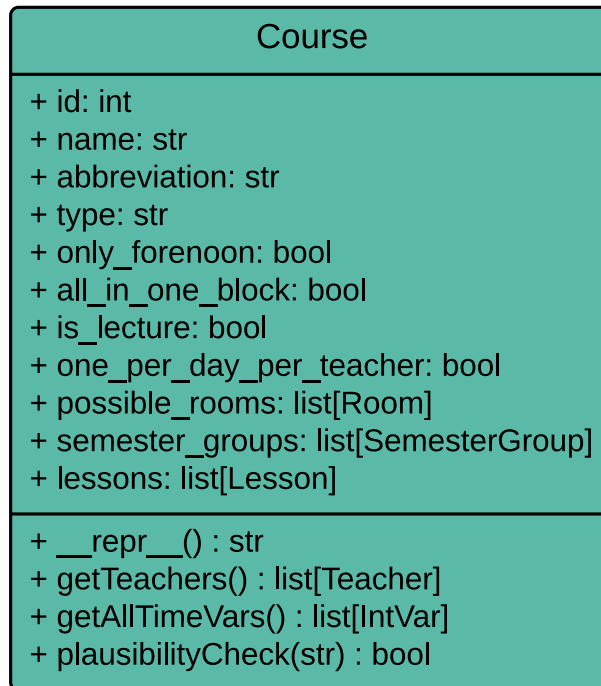 Course
+ id: int
+ name: str
+ abbreviation: str
+ type: str
+ only_forenoon: bool
+ all_in_one_block: bool
+ is_lecture: bool
+ one_per_day_per_teacher: bool
+ possible_rooms: list[Room]
+ semester_groups: list[SemesterGroup]
+ lessons: list[Lesson]
+ __repr__() : str
+ getTeachers() : list[Teacher]
+ getAllTimeVars() : list[IntVar]
+ plausibilityCheck(str) : bool